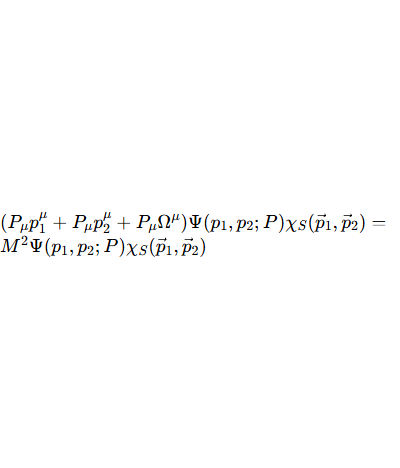 $(P_\mu p_1^\mu + P_\mu p_2^\mu + P_\mu \Omega^\mu)\Psi(p_1, p_2; P)\chi_S(\vec{p}_1, \vec{p}_2) =$
$M^2\Psi(p_1, p_2; P)\chi_S(\vec{p}_1, \vec{p}_2)$